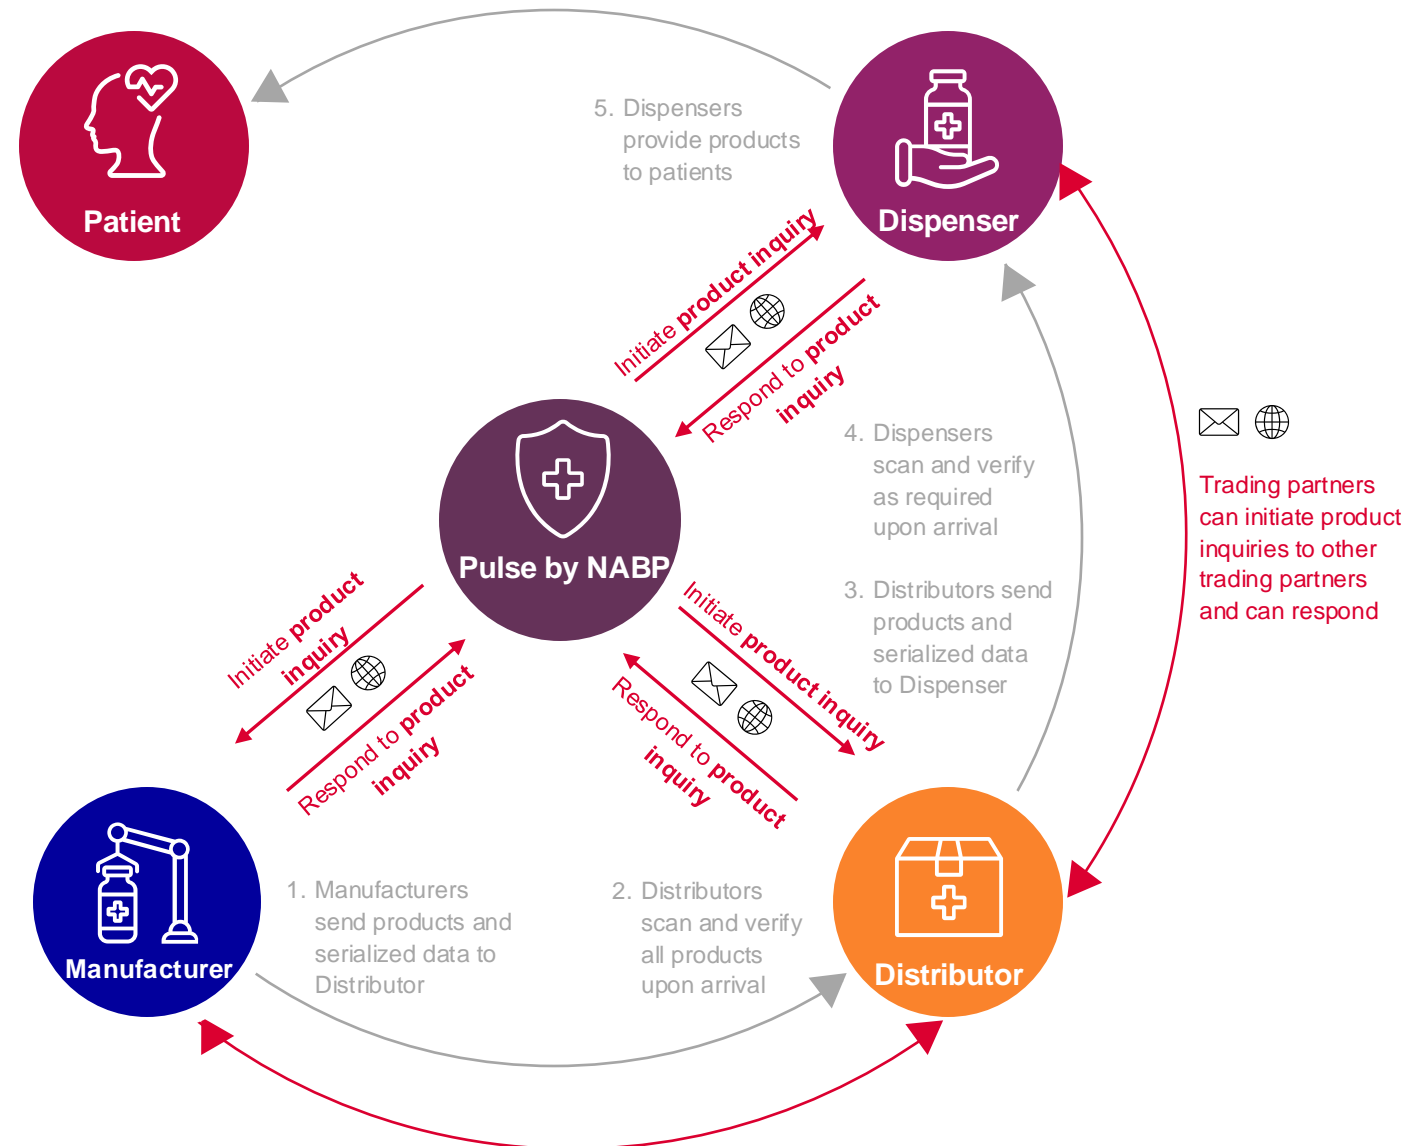 Patient
5. Dispensers
provide products
to patients
Dispenser
Initiate product inquiry
Respond to product
inquiry
Pulse by NABP
4. Dispensers
scan and verify
as required
upon arrival
3. Distributors send
products and
serialized data
to Dispenser
Trading partners
can initiate product
inquiries to other
trading partners
and can respond
Initiate product
inquiry
Respond to product
inquiry
Initiate product inquiry
Respond to product
inquiry
Manufacturer
1. Manufacturers
send products and
serialized data to
Distributor
2. Distributors
scan and verify
all products
upon arrival
Distributor